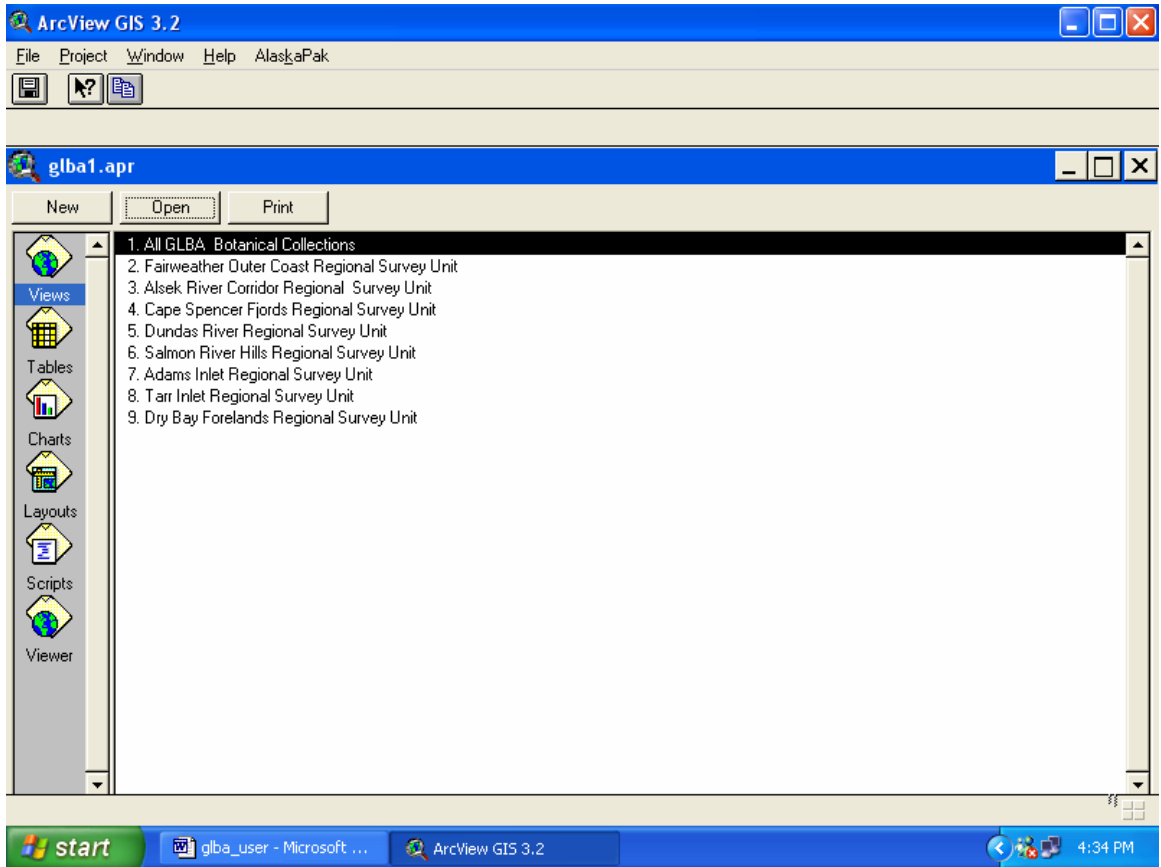 ArcView GIS 3.2
File Project Window Help AlaskaPak
glba1.apr
New Open Print
1. All GLBA  Botanical Collections
2. Fairweather Outer Coast Regional Survey Unit
3. Alsek River Corridor Regional  Survey Unit
4. Cape Spencer Fjords Regional Survey Unit
5. Dundas River Regional Survey Unit
6. Salmon River Hills Regional Survey Unit
7. Adams Inlet Regional Survey Unit
8. Tarr Inlet Regional Survey Unit
9. Dry Bay Forelands Regional Survey Unit
Views
Tables
Charts
Layouts
Scripts
Viewer
start glba_user - Microsoft ... ArcView GIS 3.2 4:34 PM